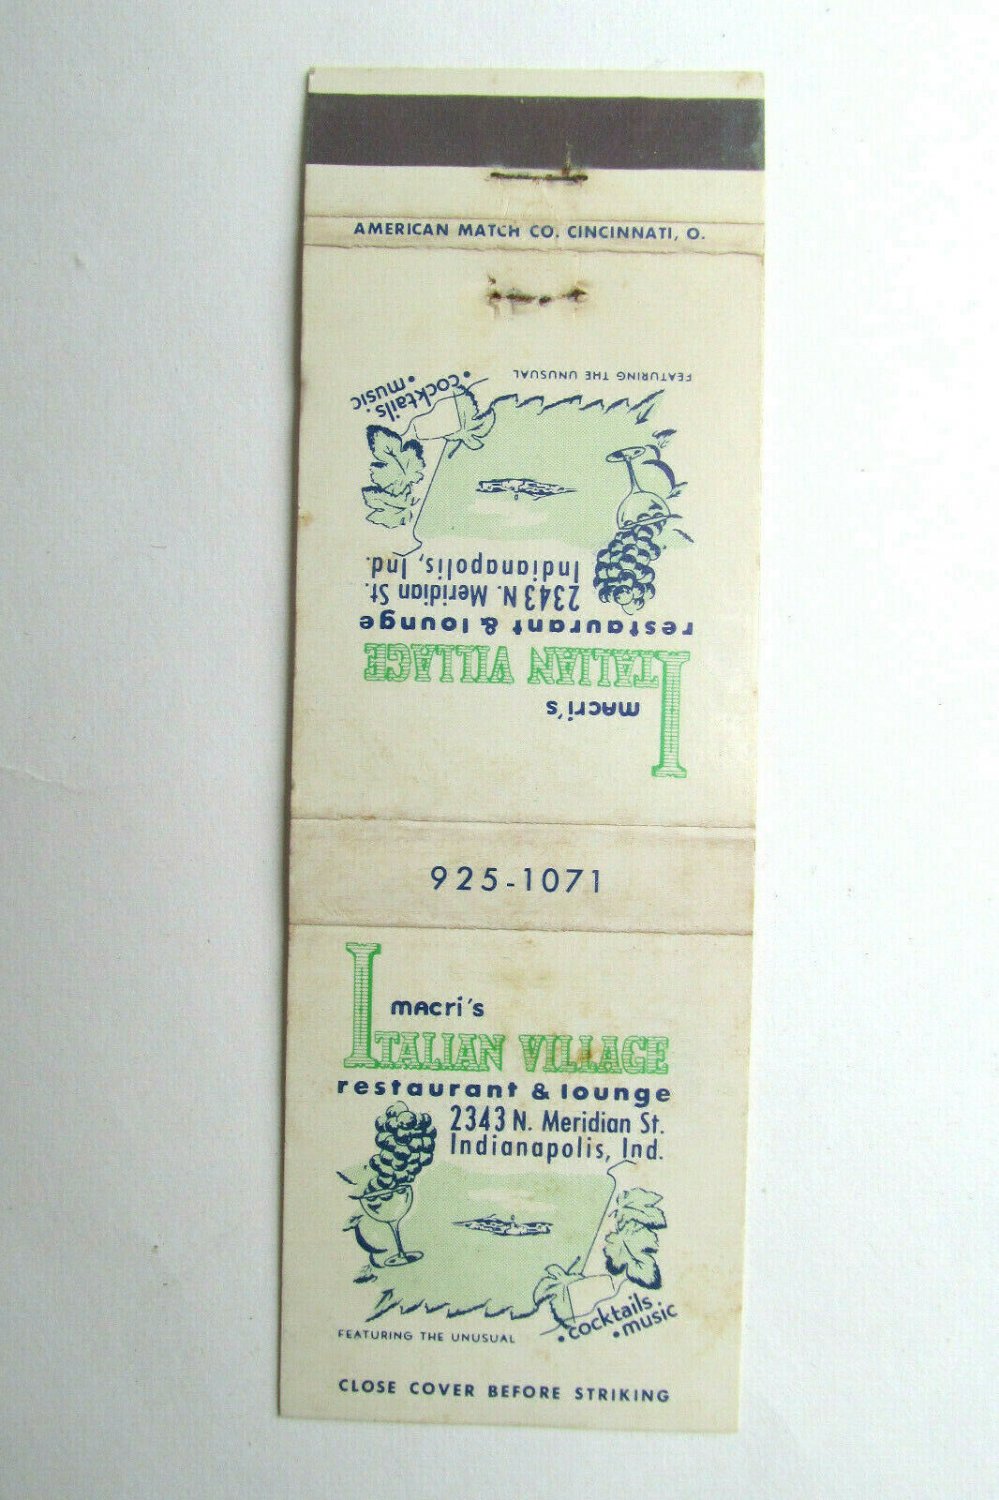 AMERICAN MATCH CO. CINCINNATI, O.
macri's
ITALIAN VILLAGE
restaurant & lounge
2343 N. Meridian St.
Indianapolis, Ind.
• cocktails
• music
FEATURING THE UNUSUAL
925-1071
macri's
ITALIAN VILLAGE
restaurant & lounge
2343 N. Meridian St.
Indianapolis, Ind.
• cocktails
• music
FEATURING THE UNUSUAL
CLOSE COVER BEFORE STRIKING